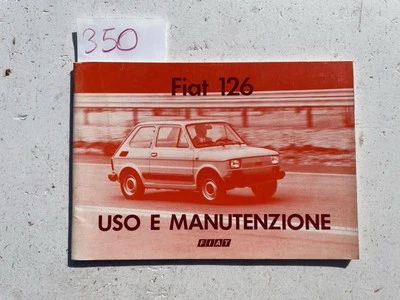 350
Fiat 126
USO E MANUTENZIONE
FIAT